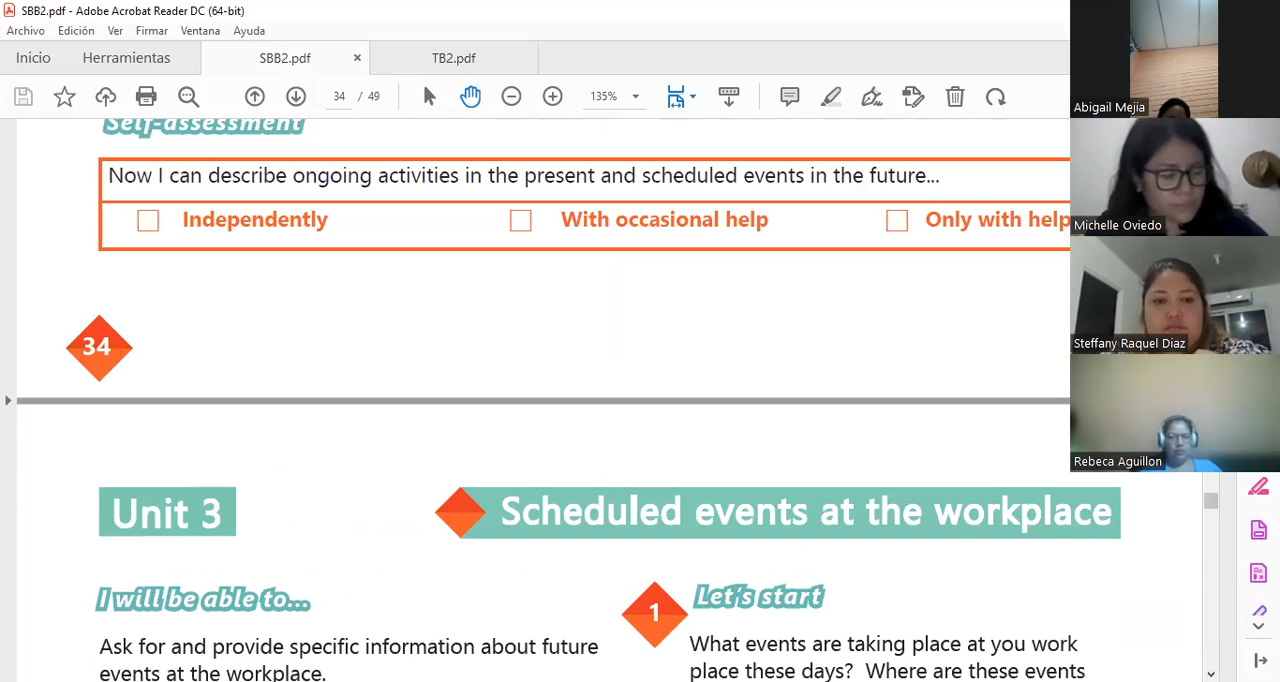 SBB2.pdf - Adobe Acrobat Reader DC (64-bit)
Archivo Edición Ver Firmar Ventana Ayuda
Inicio Herramientas SBB2.pdf × TB2.pdf
34 / 49 135%
Self-assessment
Now I can describe ongoing activities in the present and scheduled events in the future...
Independently With occasional help Only with help
34
Unit 3 Scheduled events at the workplace
I will be able to...
Ask for and provide specific information about future
events at the workplace.
1 Let's start
What events are taking place at you work
place these days? Where are these events
Abigail Mejia
Michelle Oviedo
Steffany Raquel Diaz
Rebeca Aguillon